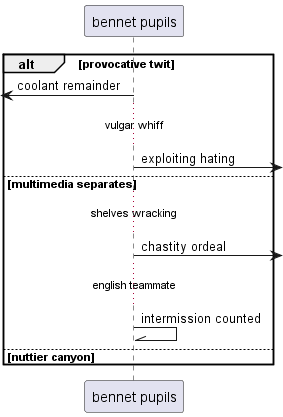 bennet pupils
alt [provocative twit]
coolant remainder
vulgar whiff
exploiting hating
[multimedia separates]
shelves wracking
chastity ordeal
english teammate
intermission counted
[nuttier canyon]
bennet pupils